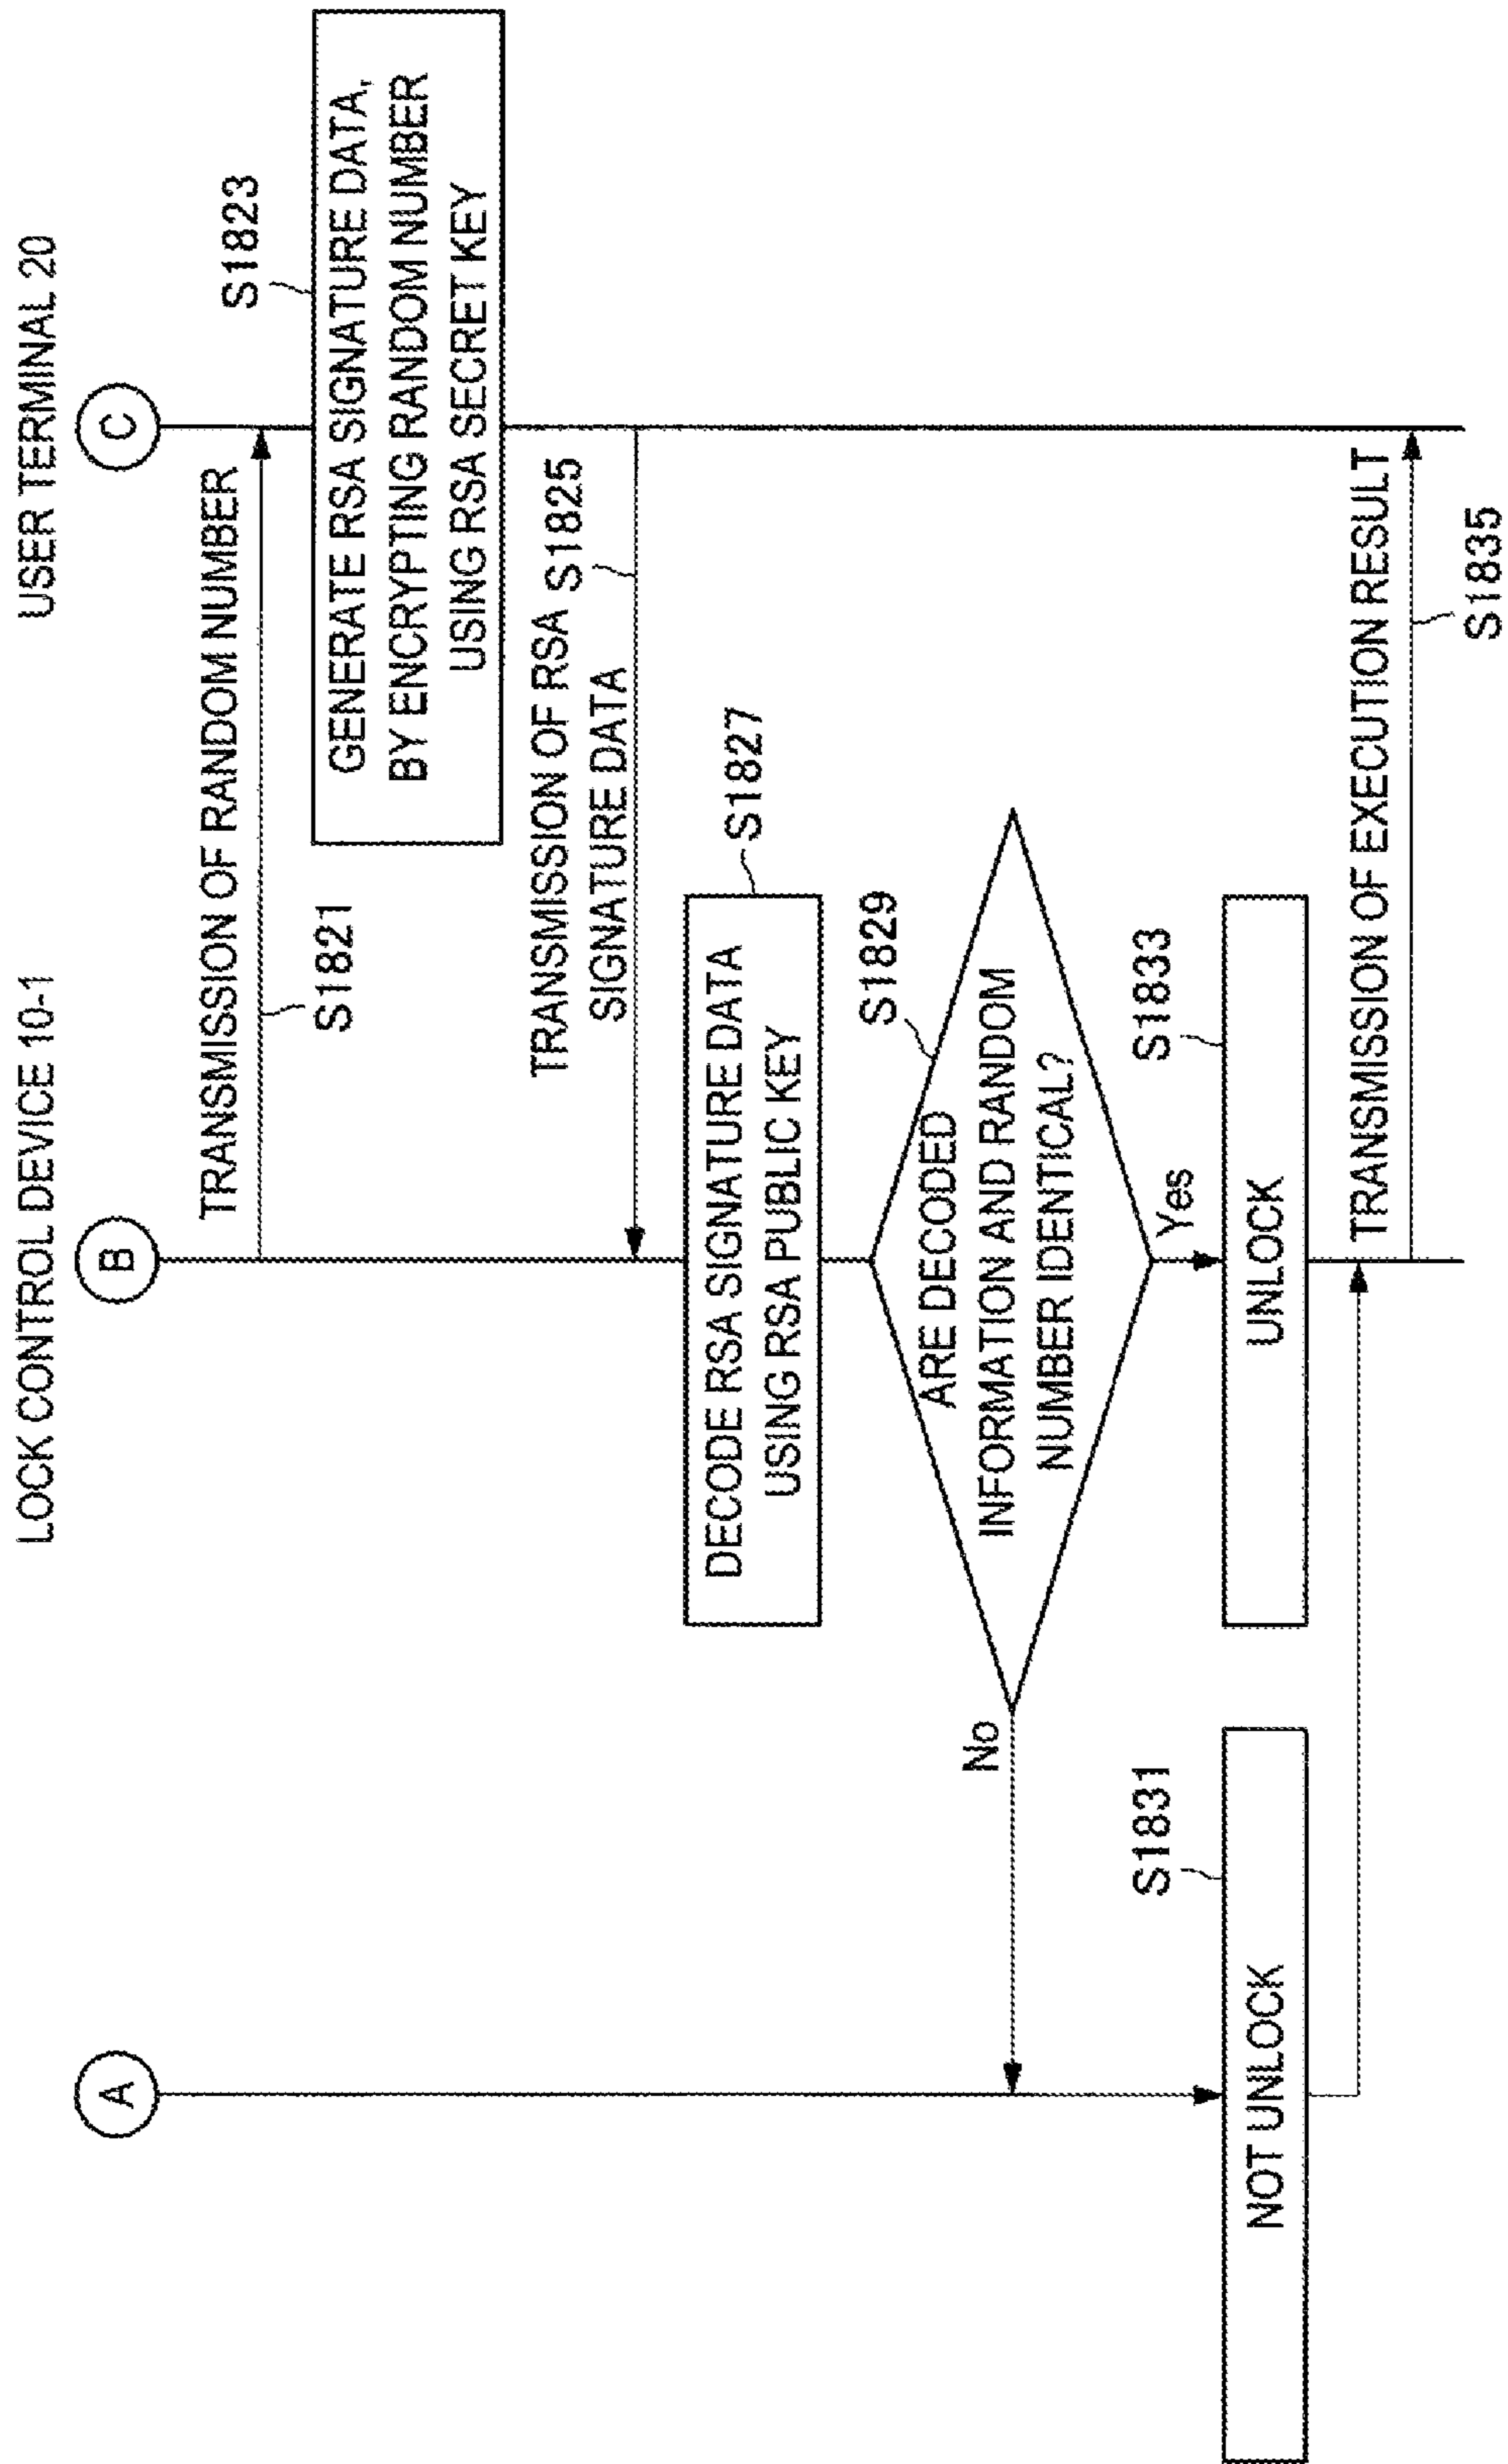 LOCK CONTROL DEVICE 10-1
USER TERMINAL 20
A
B
C
TRANSMISSION OF RANDOM NUMBER
S1821
S1823
GENERATE RSA SIGNATURE DATA,
BY ENCRYPTING RANDOM NUMBER
USING RSA SECRET KEY
TRANSMISSION OF RSA
SIGNATURE DATA
S1825
S1827
DECODE RSA SIGNATURE DATA
USING RSA PUBLIC KEY
S1829
ARE DECODED
INFORMATION AND RANDOM
NUMBER IDENTICAL?
No
Yes
S1831
NOT UNLOCK
S1833
UNLOCK
TRANSMISSION OF EXECUTION RESULT
S1835